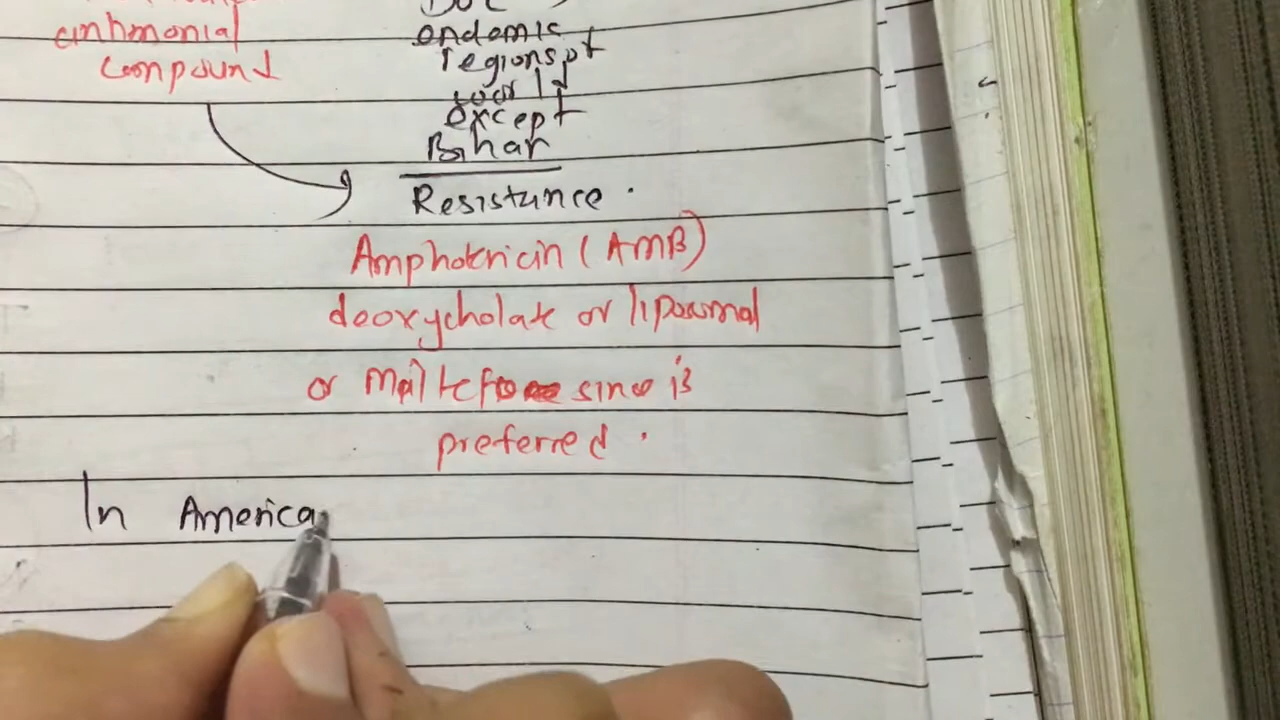 antimonial
compound
endemic
regions of
world
except
Bihar
Resistance .
Amphotericin (AMB)
deoxycholate or liposomal
or sino is
preferred .
In America